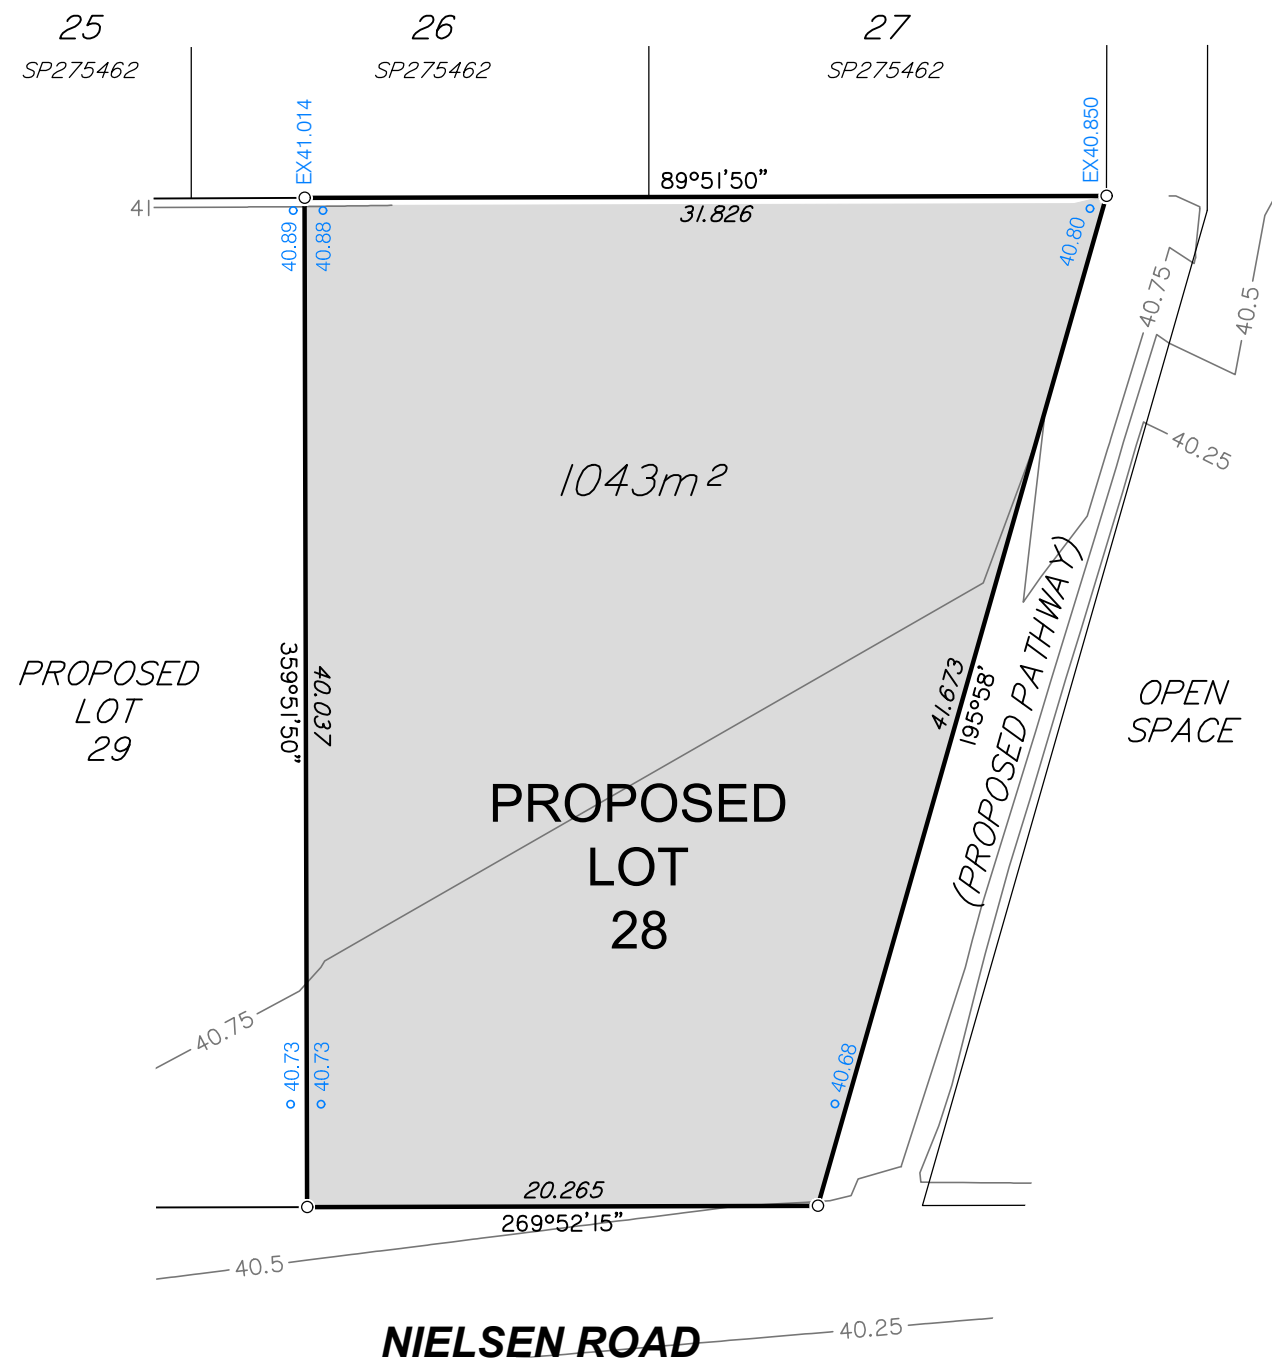 25
26
27
SP275462
SP275462
SP275462
EX41.014
EX40.850
89°51'50"
31.826
41
40.89
40.88
40.80
40.75
40.5
40.25
1043m²
PROPOSED
LOT
29
359°51'50"
40.037
41.673
195°58'
(PROPOSED PATHWAY)
OPEN
SPACE
PROPOSED
LOT
28
40.75
40.73
40.73
40.68
20.265
269°52'15"
40.5
NIELSEN ROAD
40.25